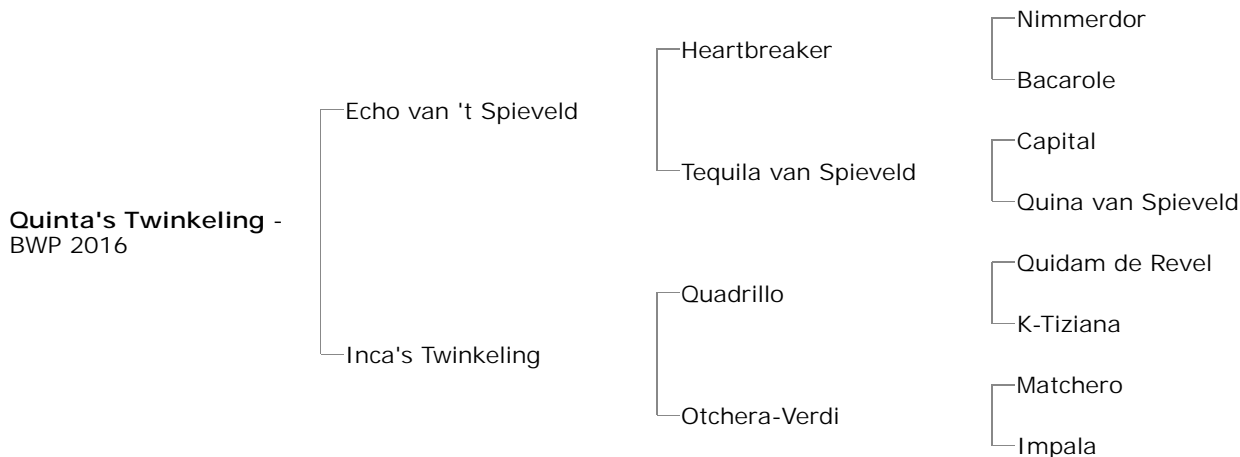 Nimmerdor
Heartbreaker
Bacarole
Echo van 't Spieveld
Capital
Tequila van Spieveld
Quina van Spieveld
Quinta's Twinkeling -
BWP 2016
Quidam de Revel
Quadrillo
K-Tiziana
Inca's Twinkeling
Matchero
Otchera-Verdi
Impala